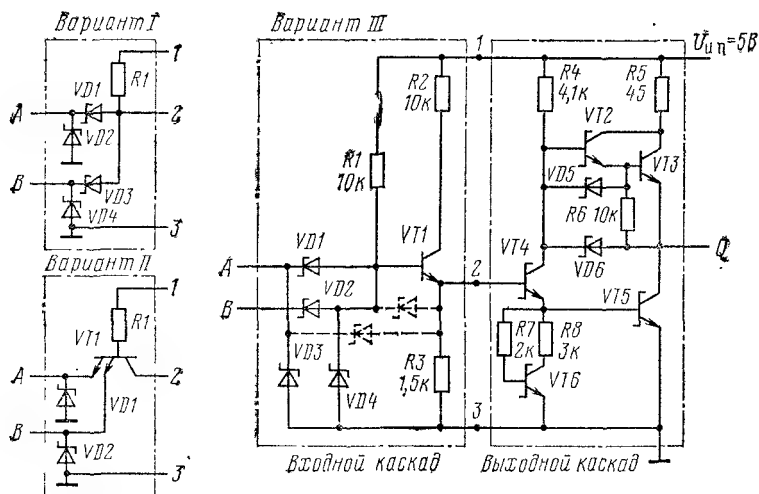 Вариант I
1
R1
VD1
A
2
VD2
B
VD3
VD4
3
Вариант II
1
R1
VT1
A
2
VD1
B
VD2
3
Вариант III
1
Uип=5В
R2
10к
R1
10к
VT1
A
VD1
2
B
VD2
VD3
R3
1,5к
VD4
3
Входной каскад
R4
4,1к
R5
45
VT2
VT3
VD5
R6 10к
VT4
Q
VD6
VT5
R7
2к
R8
3к
VT6
Выходной каскад